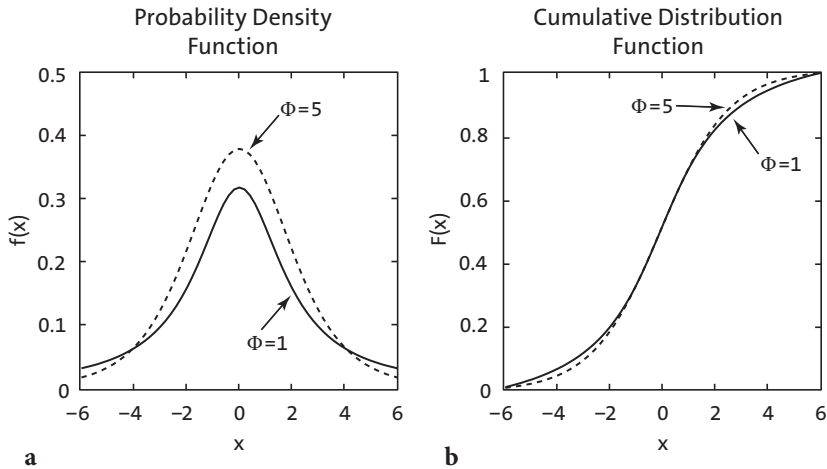 Probability Density
Function
0.5
0.4
0.3
0.2
0.1
0
f(x)
Φ=5
Φ=1
−6 −4 −2 0 2 4 6
x
a
Cumulative Distribution
Function
1
0.8
0.6
0.4
0.2
0
F(x)
Φ=5
Φ=1
−6 −4 −2 0 2 4 6
x
b